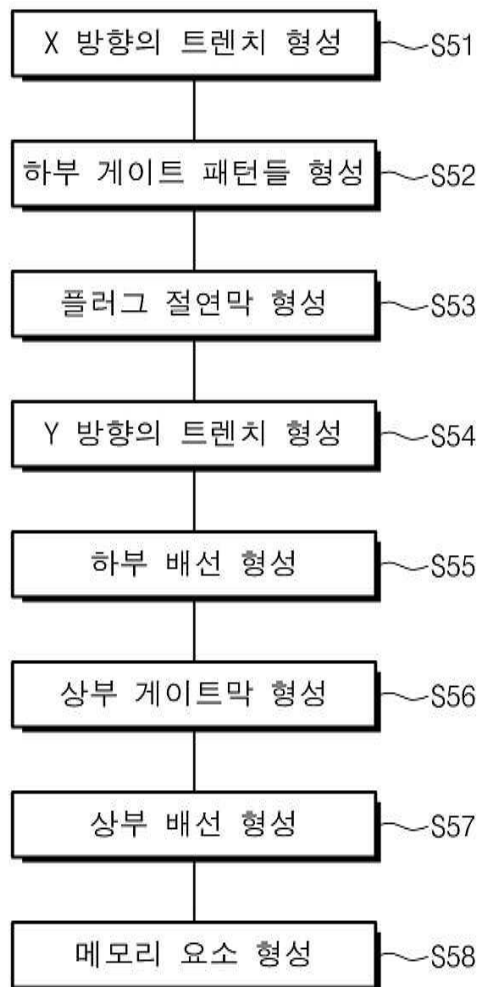 X 방향의 트렌치 형성 S51
하부 게이트 패턴들 형성 S52
플러그 절연막 형성 S53
Y 방향의 트렌치 형성 S54
하부 배선 형성 S55
상부 게이트막 형성 S56
상부 배선 형성 S57
메모리 요소 형성 S58